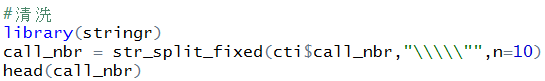 #清洗
library(stringr)
call_nbr = str_split_fixed(cti$call_nbr,"\\\\\"",n=10)
head(call_nbr)